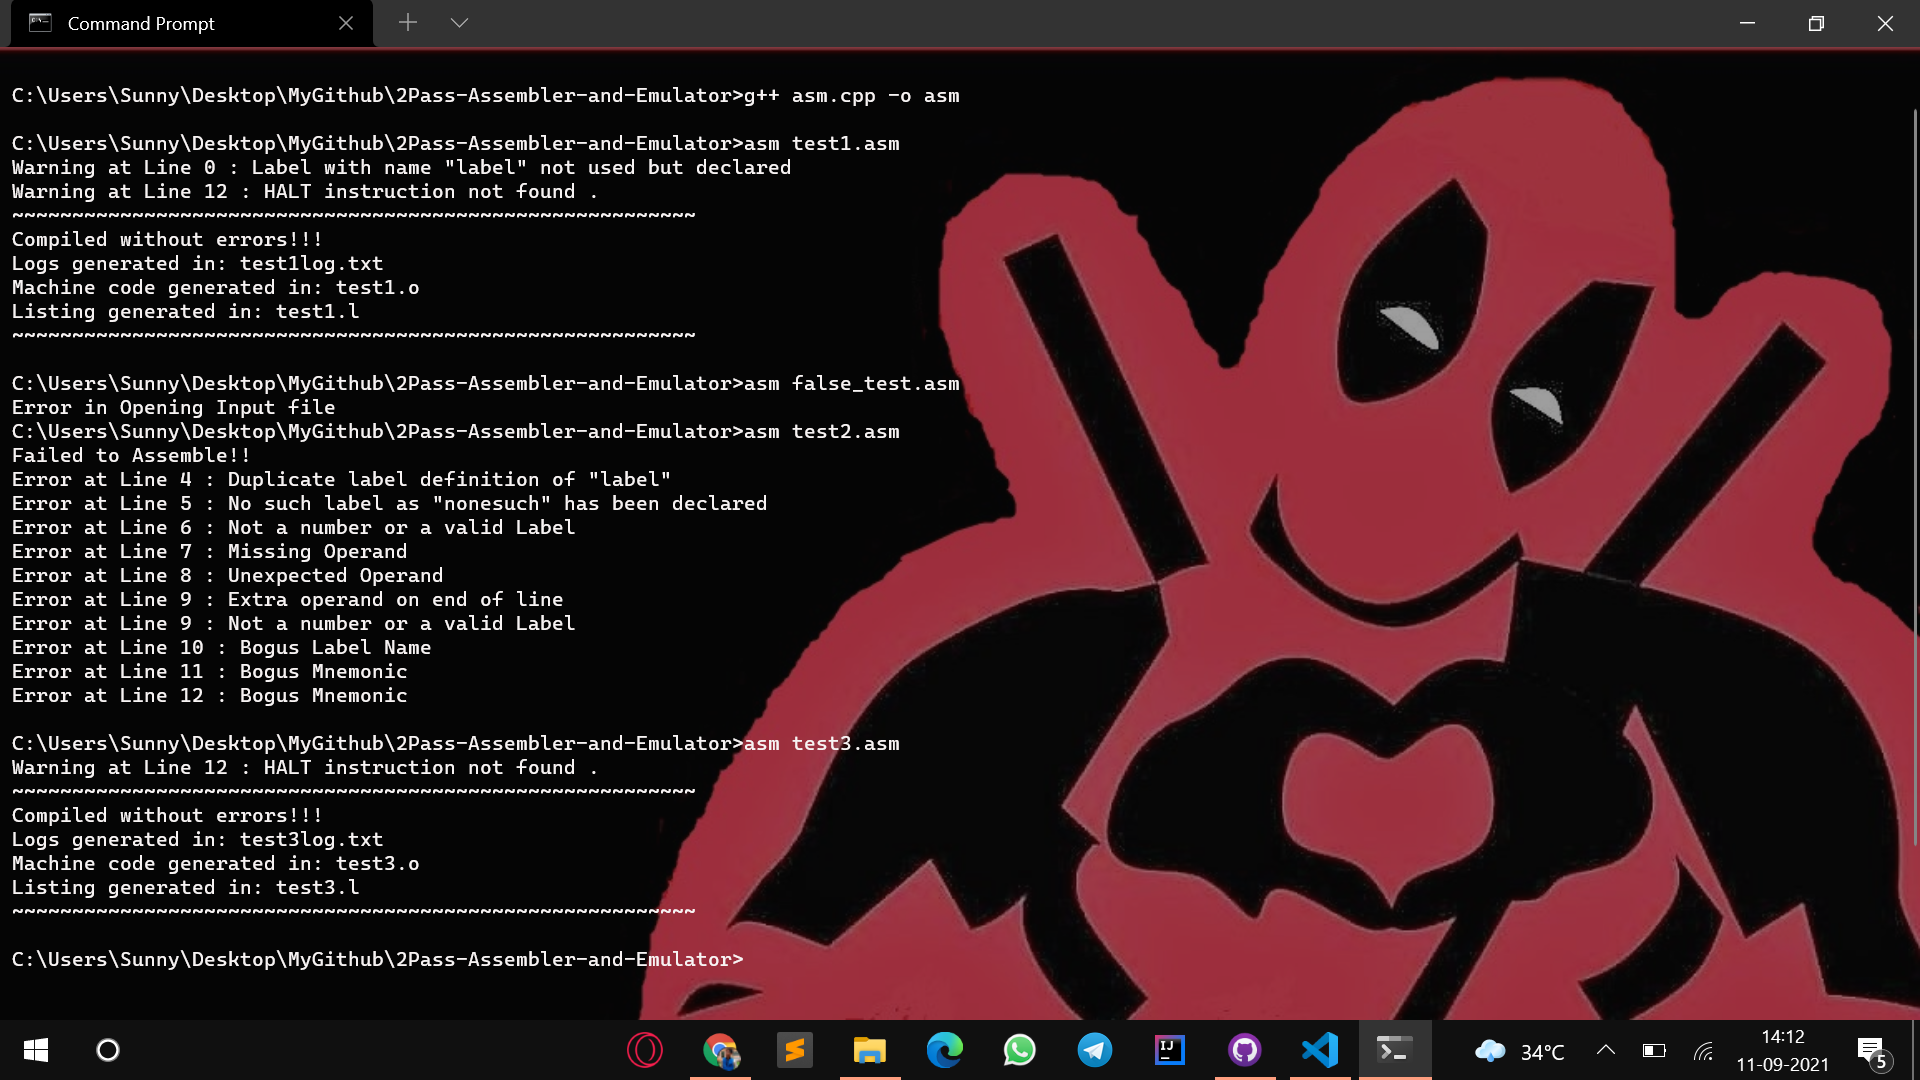 Command Prompt
C:\Users\Sunny\Desktop\MyGithub\2Pass-Assembler-and-Emulator>g++ asm.cpp -o asm
C:\Users\Sunny\Desktop\MyGithub\2Pass-Assembler-and-Emulator>asm test1.asm
Warning at Line 0 : Label with name "label" not used but declared
Warning at Line 12 : HALT instruction not found .
~~~~~~~~~~~~~~~~~~~~~~~~~~~~~~~~~~~~~~~~~~~~~~~~~~~~~~~~~
Compiled without errors!!!
Logs generated in: test1log.txt
Machine code generated in: test1.o
Listing generated in: test1.l
~~~~~~~~~~~~~~~~~~~~~~~~~~~~~~~~~~~~~~~~~~~~~~~~~~~~~~~~~
C:\Users\Sunny\Desktop\MyGithub\2Pass-Assembler-and-Emulator>asm false_test.asm
Error in Opening Input file
C:\Users\Sunny\Desktop\MyGithub\2Pass-Assembler-and-Emulator>asm test2.asm
Failed to Assemble!!
Error at Line 4 : Duplicate label definition of "label"
Error at Line 5 : No such label as "nonesuch" has been declared
Error at Line 6 : Not a number or a valid Label
Error at Line 7 : Missing Operand
Error at Line 8 : Unexpected Operand
Error at Line 9 : Extra operand on end of line
Error at Line 9 : Not a number or a valid Label
Error at Line 10 : Bogus Label Name
Error at Line 11 : Bogus Mnemonic
Error at Line 12 : Bogus Mnemonic
C:\Users\Sunny\Desktop\MyGithub\2Pass-Assembler-and-Emulator>asm test3.asm
Warning at Line 12 : HALT instruction not found .
~~~~~~~~~~~~~~~~~~~~~~~~~~~~~~~~~~~~~~~~~~~~~~~~~~~~~~~~~
Compiled without errors!!!
Logs generated in: test3log.txt
Machine code generated in: test3.o
Listing generated in: test3.l
~~~~~~~~~~~~~~~~~~~~~~~~~~~~~~~~~~~~~~~~~~~~~~~~~~~~~~~~~
C:\Users\Sunny\Desktop\MyGithub\2Pass-Assembler-and-Emulator>
IJ
34°C
14:12
11-09-2021
5